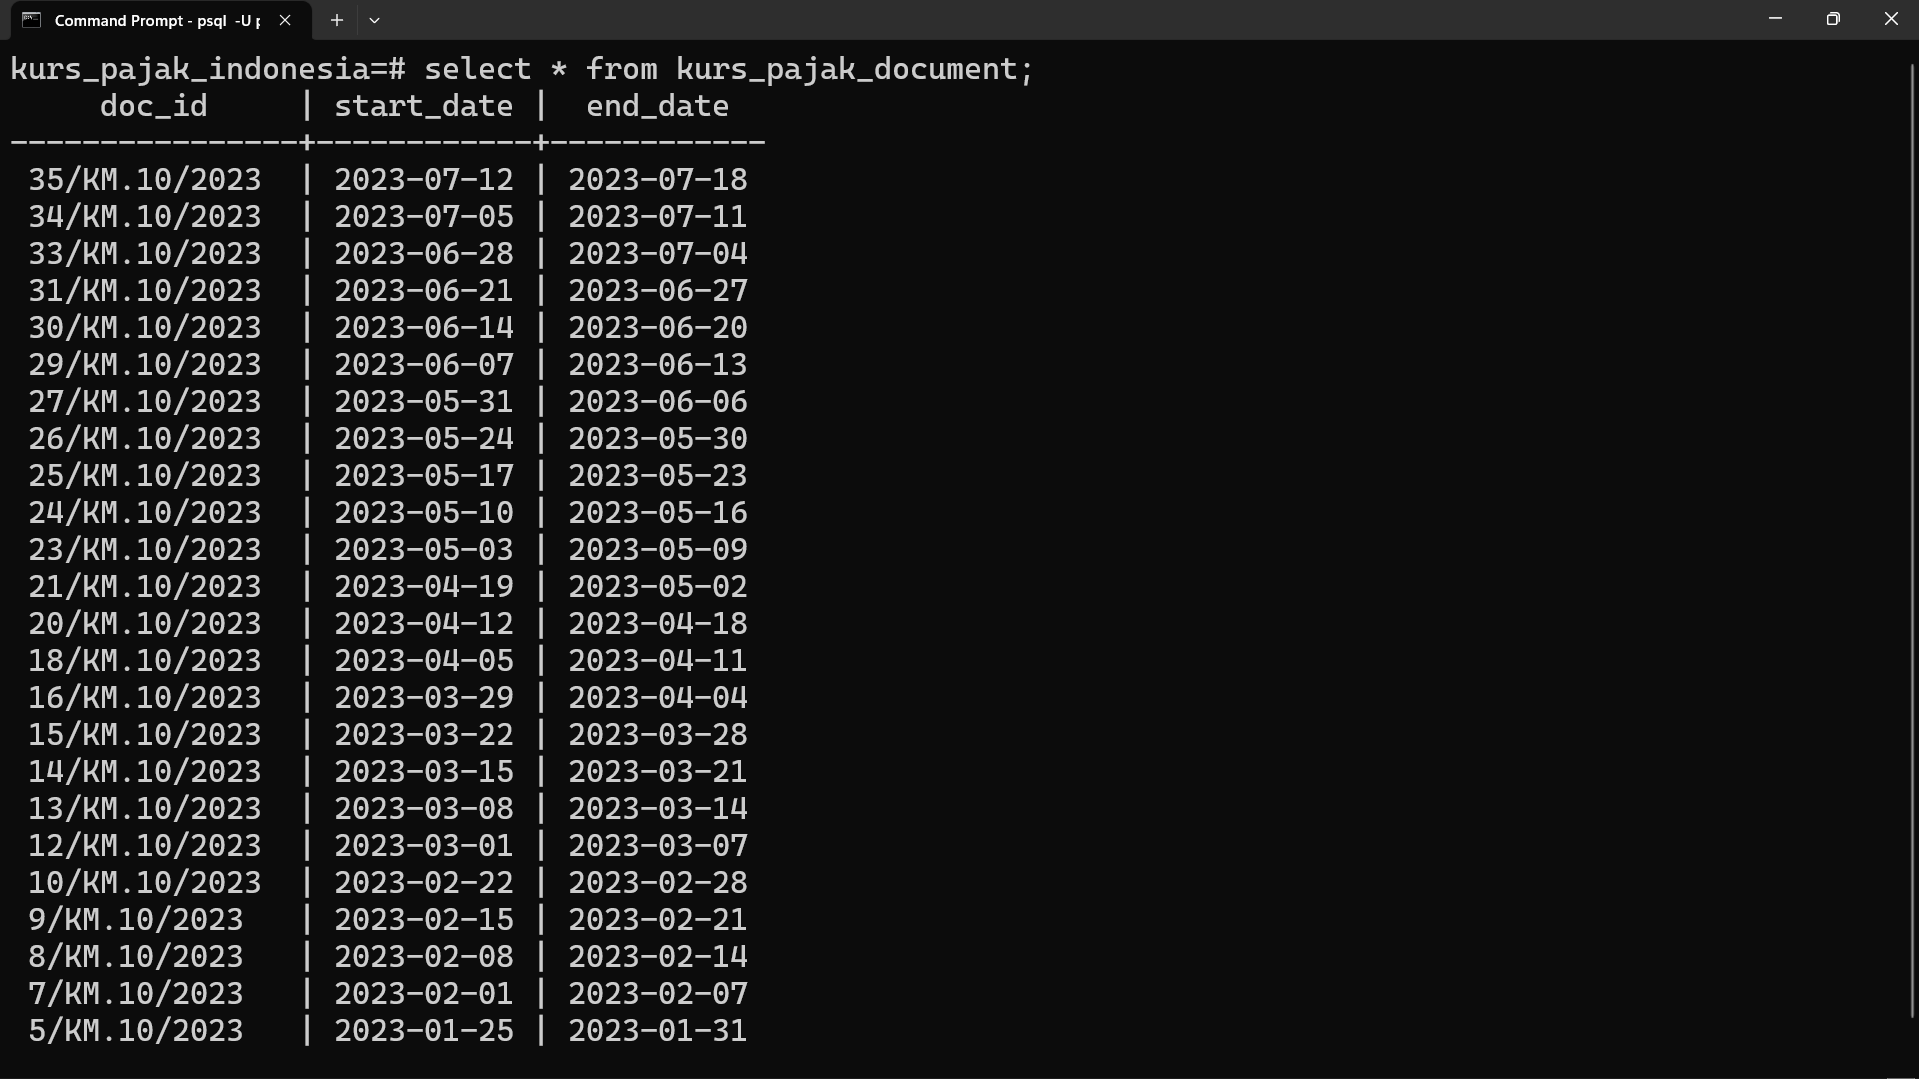 Command Prompt - psql  -U p
kurs_pajak_indonesia=# select * from kurs_pajak_document;
     doc_id     | start_date |  end_date
----------------+------------+------------
 35/KM.10/2023  | 2023-07-12 | 2023-07-18
 34/KM.10/2023  | 2023-07-05 | 2023-07-11
 33/KM.10/2023  | 2023-06-28 | 2023-07-04
 31/KM.10/2023  | 2023-06-21 | 2023-06-27
 30/KM.10/2023  | 2023-06-14 | 2023-06-20
 29/KM.10/2023  | 2023-06-07 | 2023-06-13
 27/KM.10/2023  | 2023-05-31 | 2023-06-06
 26/KM.10/2023  | 2023-05-24 | 2023-05-30
 25/KM.10/2023  | 2023-05-17 | 2023-05-23
 24/KM.10/2023  | 2023-05-10 | 2023-05-16
 23/KM.10/2023  | 2023-05-03 | 2023-05-09
 21/KM.10/2023  | 2023-04-19 | 2023-05-02
 20/KM.10/2023  | 2023-04-12 | 2023-04-18
 18/KM.10/2023  | 2023-04-05 | 2023-04-11
 16/KM.10/2023  | 2023-03-29 | 2023-04-04
 15/KM.10/2023  | 2023-03-22 | 2023-03-28
 14/KM.10/2023  | 2023-03-15 | 2023-03-21
 13/KM.10/2023  | 2023-03-08 | 2023-03-14
 12/KM.10/2023  | 2023-03-01 | 2023-03-07
 10/KM.10/2023  | 2023-02-22 | 2023-02-28
 9/KM.10/2023   | 2023-02-15 | 2023-02-21
 8/KM.10/2023   | 2023-02-08 | 2023-02-14
 7/KM.10/2023   | 2023-02-01 | 2023-02-07
 5/KM.10/2023   | 2023-01-25 | 2023-01-31